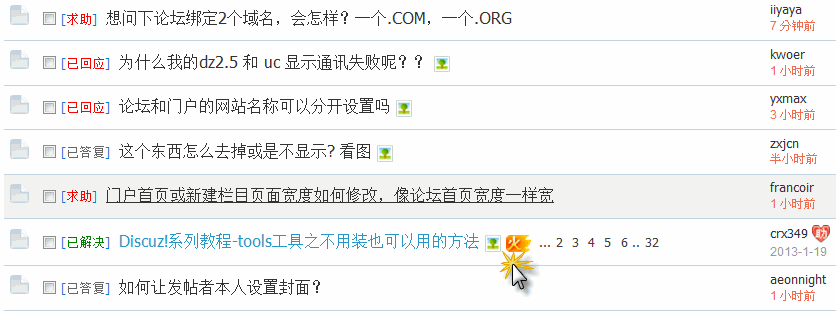 [求助] 想问下论坛绑定2个域名，会怎样？一个.COM，一个.ORG iiyaya
7 分钟前
[已回应] 为什么我的dz2.5 和 uc 显示通讯失败呢？？ kwoer
1 小时前
[已回应] 论坛和门户的网站名称可以分开设置吗 yxmax
3 小时前
[已答复] 这个东西怎么去掉或是不显示? 看图 zxjcn
半小时前
[求助] 门户首页或新建栏目页面宽度如何修改，像论坛首页宽度一样宽 francoir
1 小时前
[已解决] Discuz!系列教程-tools工具之不用装也可以用的方法 火 ... 2 3 4 5 6 .. 32 crx349
2013-1-19
[已答复] 如何让发帖者本人设置封面？ aeonnight
1 小时前